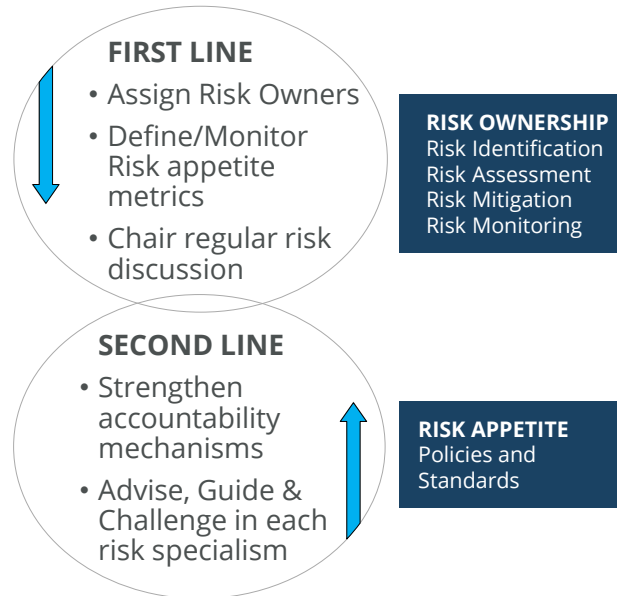 FIRST LINE
• Assign Risk Owners
• Define/Monitor
Risk appetite
metrics
• Chair regular risk
discussion
RISK OWNERSHIP
Risk Identification
Risk Assessment
Risk Mitigation
Risk Monitoring
SECOND LINE
• Strengthen
accountability
mechanisms
• Advise, Guide &
Challenge in each
risk specialism
RISK APPETITE
Policies and
Standards